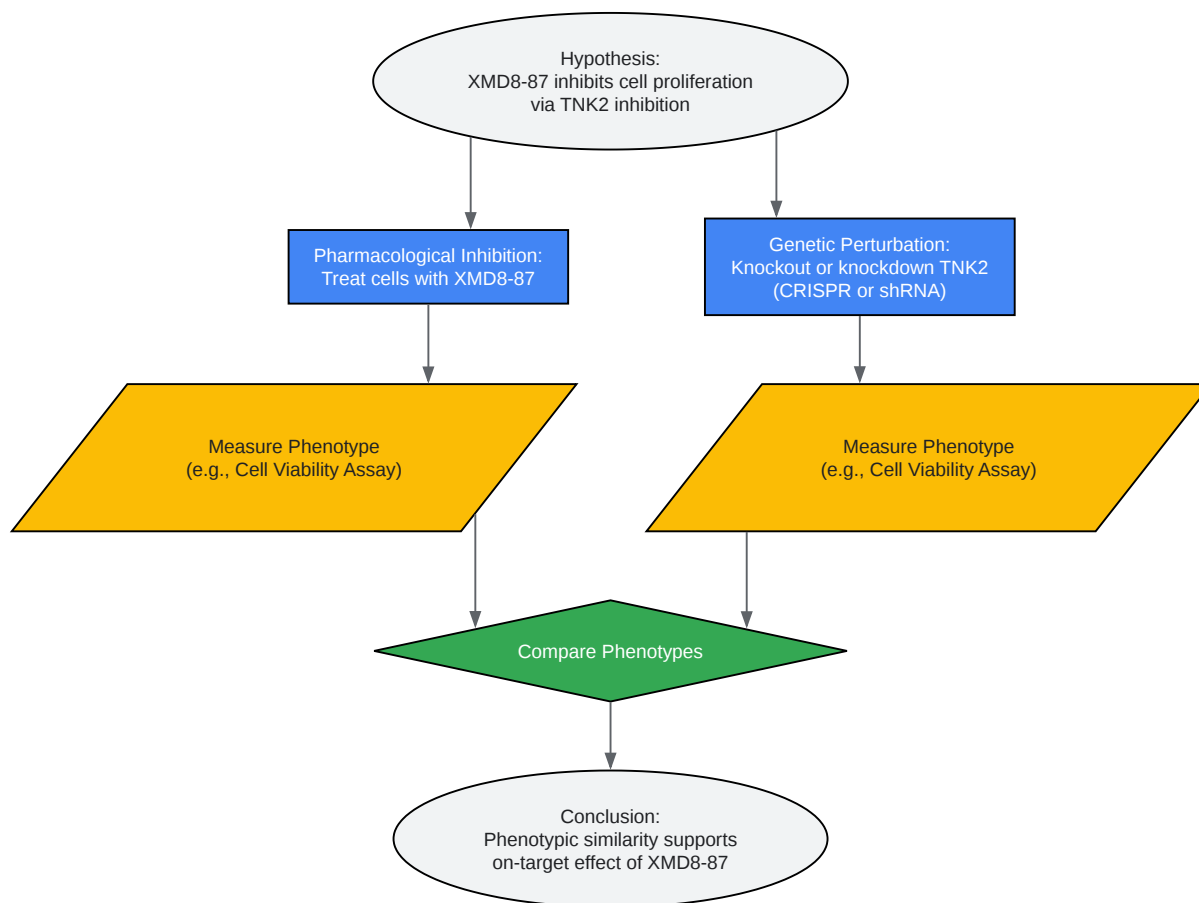 Hypothesis:
XMD8-87 inhibits cell proliferation
via TNK2 inhibition
Pharmacological Inhibition:
Treat cells with XMD8-87
Genetic Perturbation:
Knockout or knockdown TNK2
(CRISPR or shRNA)
Measure Phenotype
(e.g., Cell Viability Assay)
Measure Phenotype
(e.g., Cell Viability Assay)
Compare Phenotypes
Conclusion:
Phenotypic similarity supports
on-target effect of XMD8-87